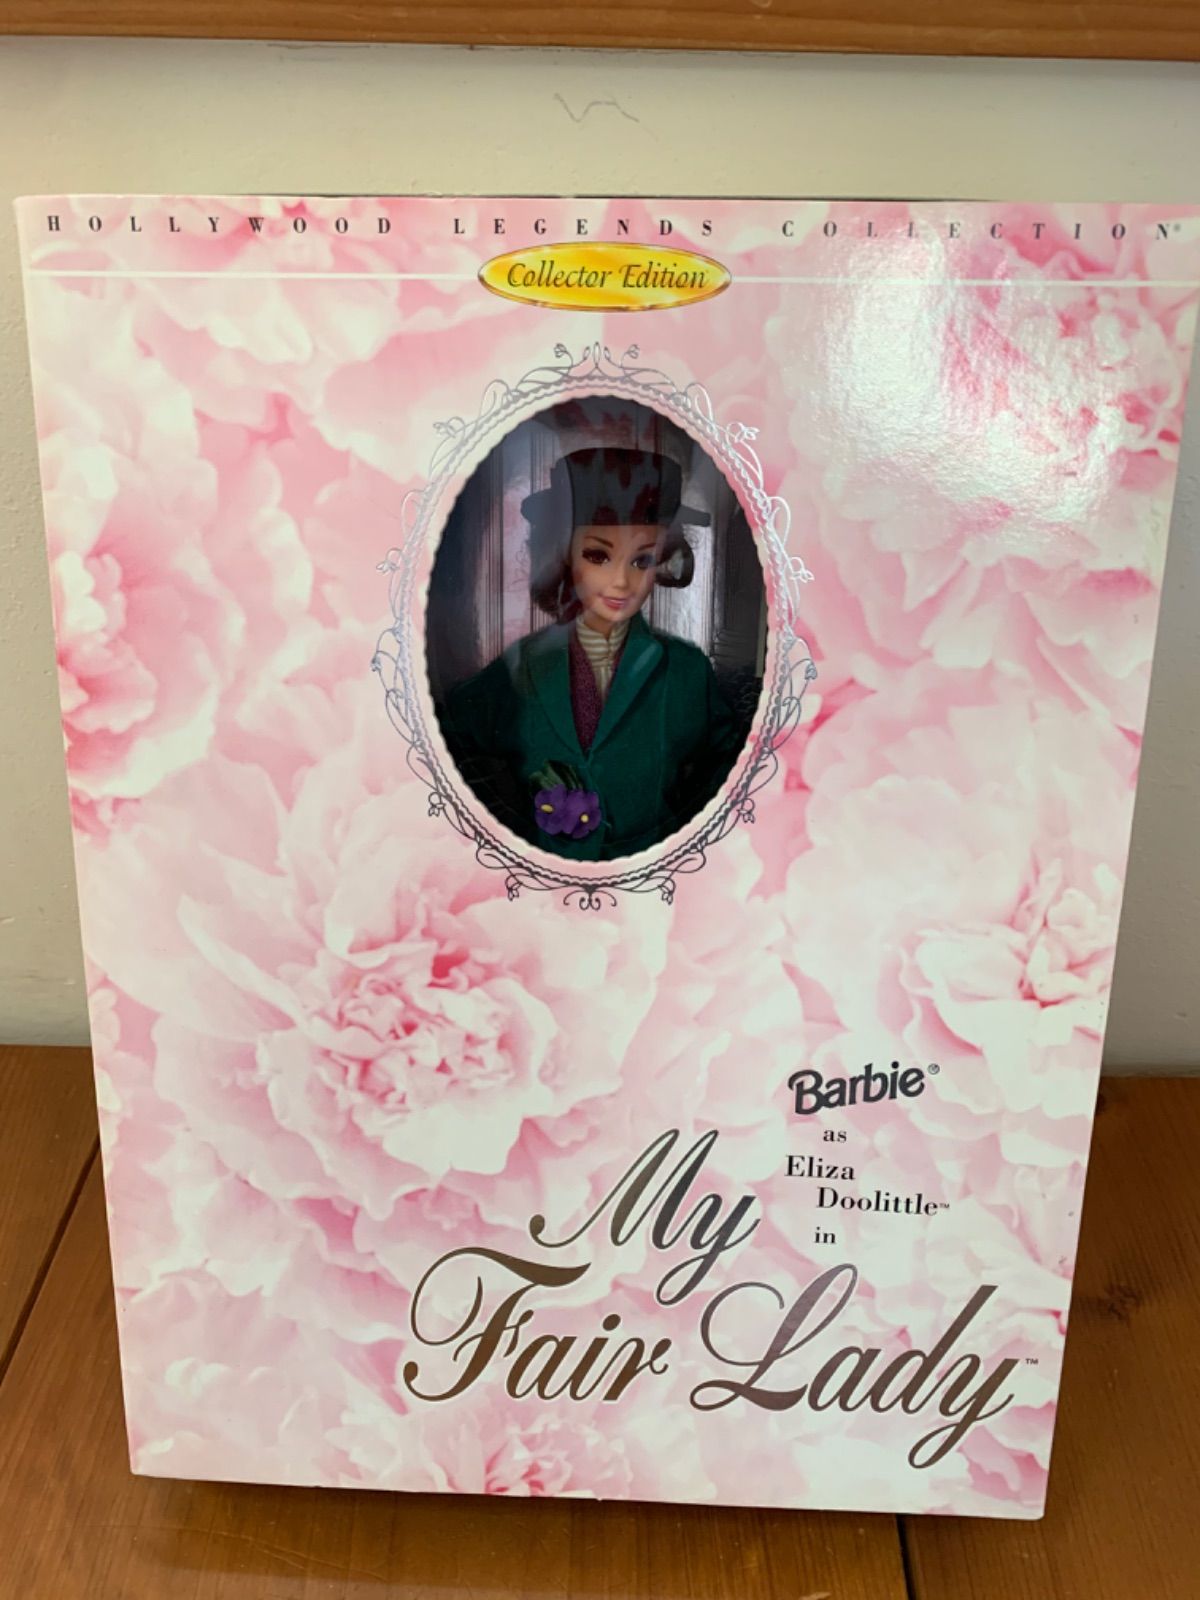 HOLLYWOOD LEGENDS COLLECTION®
Collector Edition
Barbie®
as
Eliza
Doolittle™
in
My
Fair Lady™